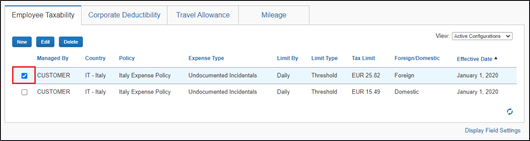 Employee Taxability Corporate Deductibility Travel Allowance Mileage
New Edit Delete View: Active Configurations
Managed By Country Policy Expense Type Limit By Limit Type Tax Limit Foreign/Domestic Effective Date
CUSTOMER IT - Italy Italy Expense Policy Undocumented Incidentals Daily Threshold EUR 25.82 Foreign January 1, 2020
CUSTOMER IT - Italy Italy Expense Policy Undocumented Incidentals Daily Threshold EUR 15.49 Domestic January 1, 2020
Display Field Settings